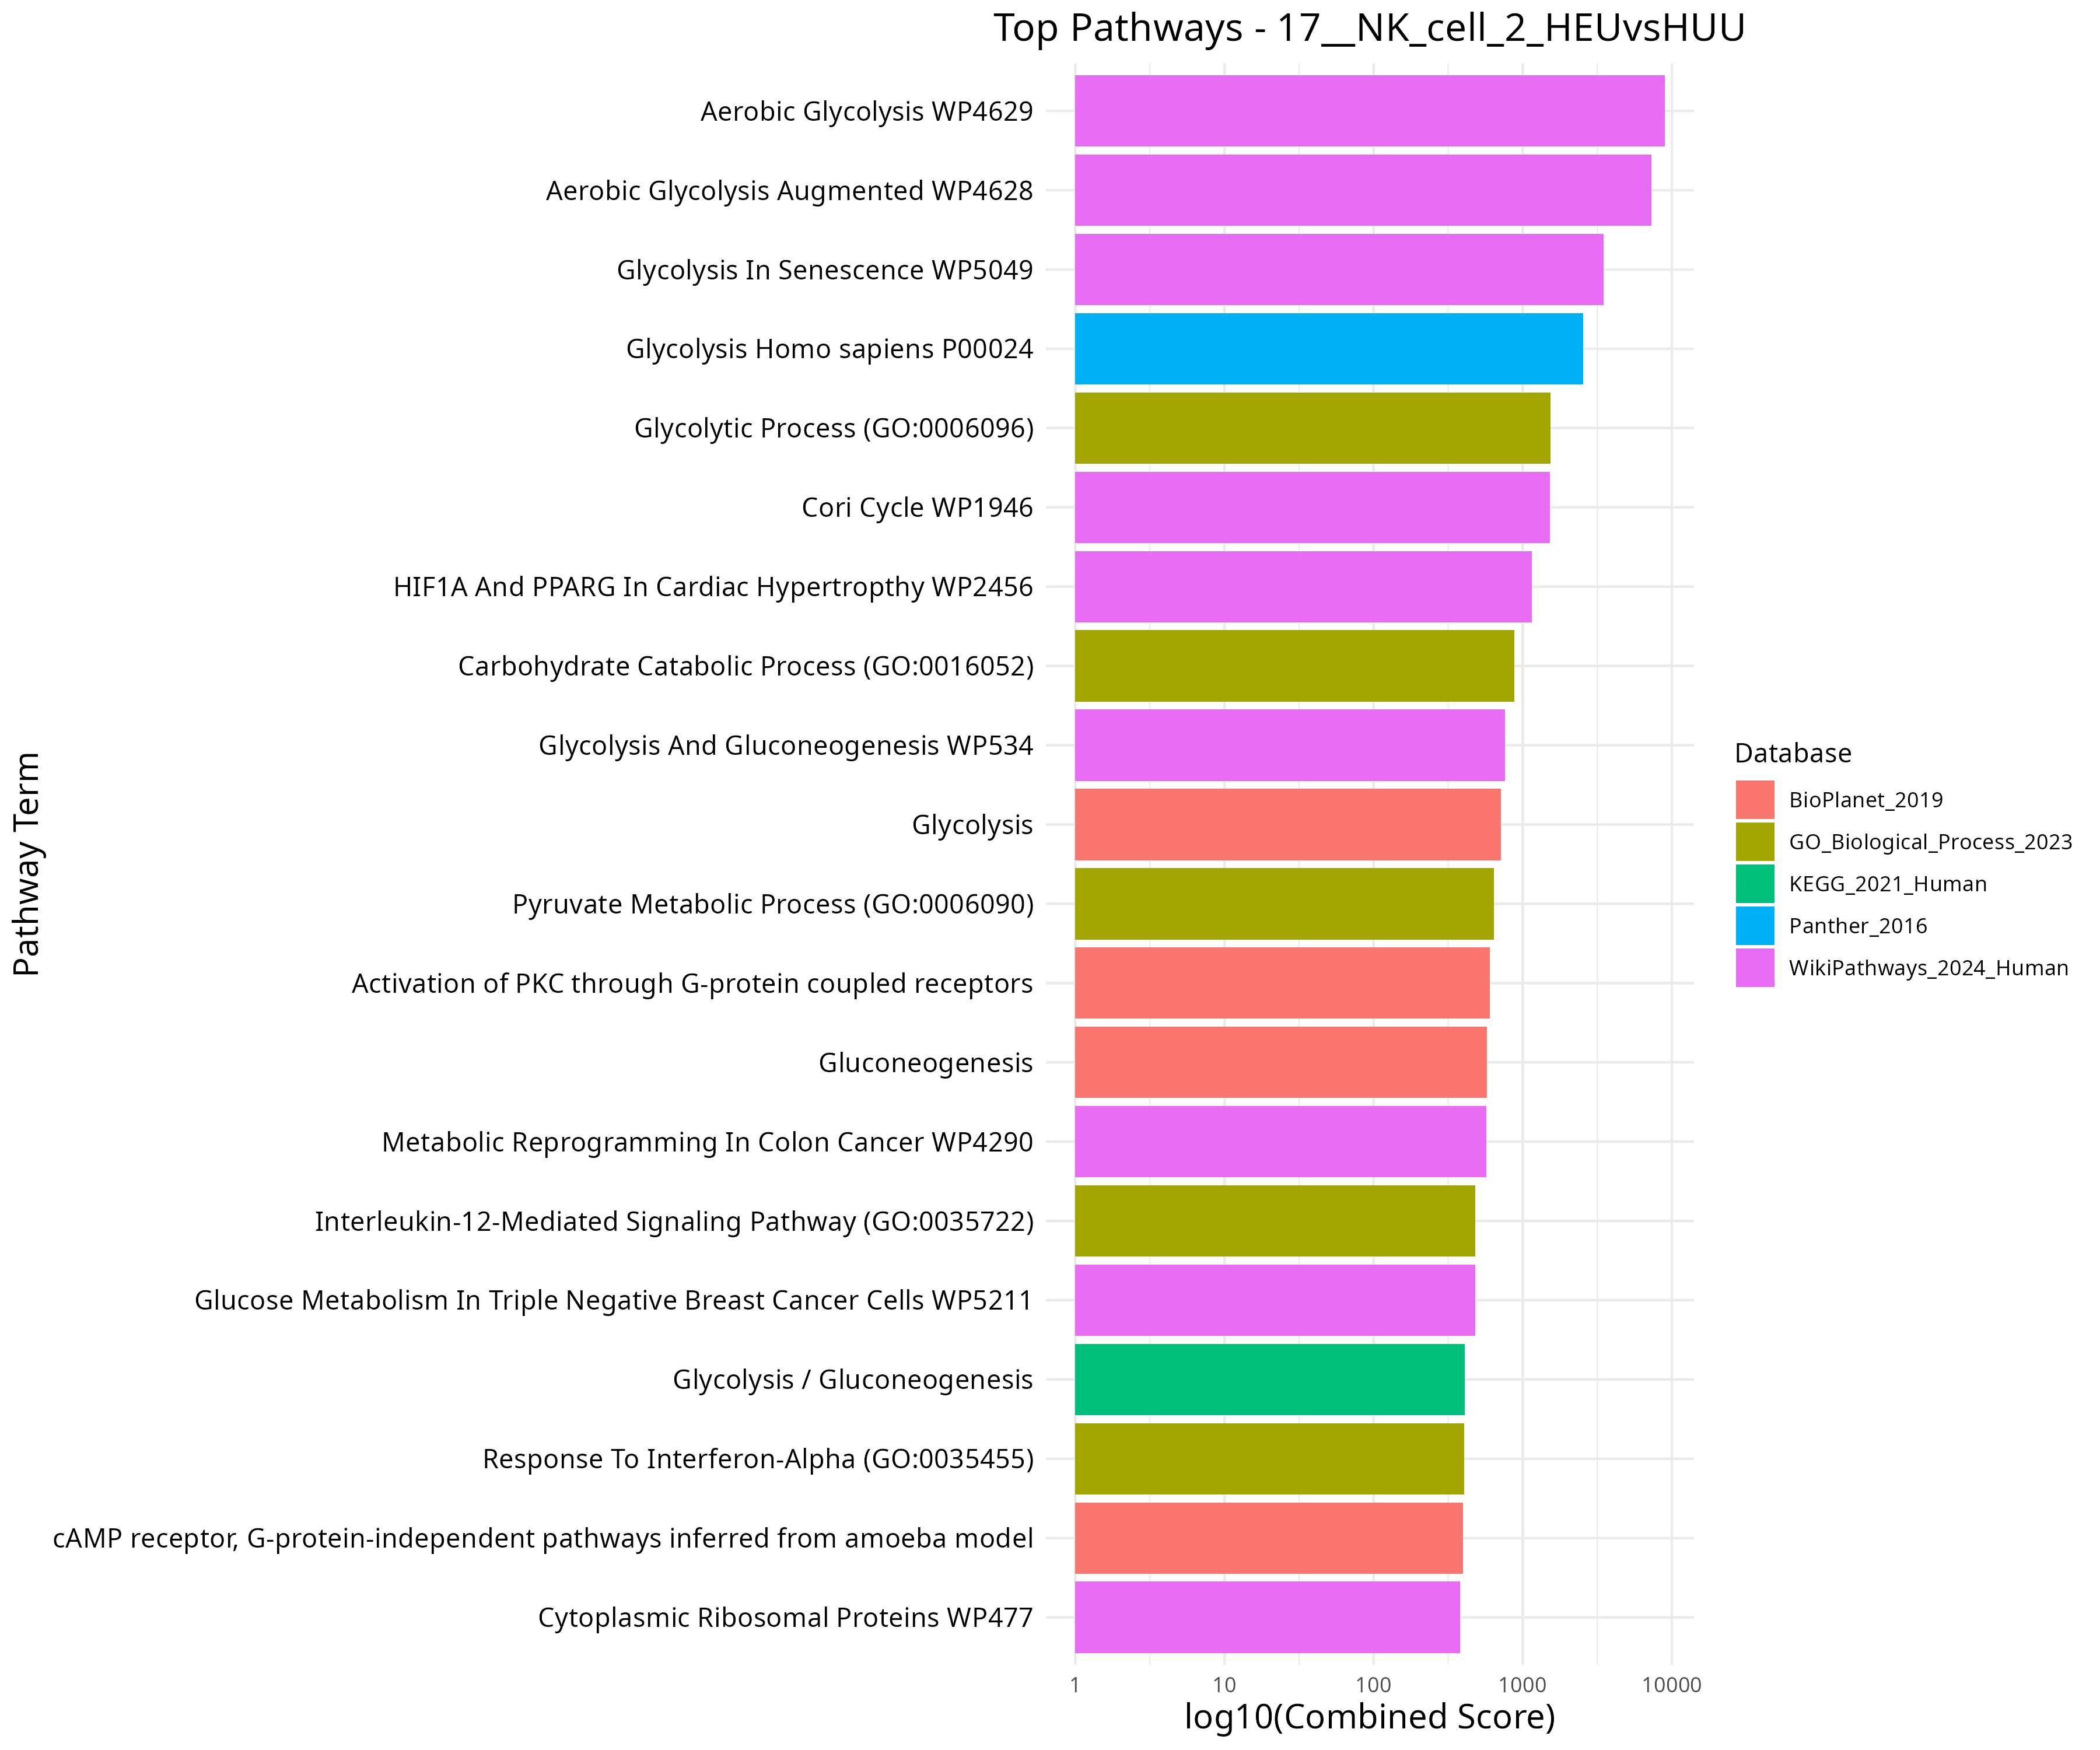 Top Pathways - 17__NK_cell_2_HEUvsHUU
Pathway Term
Aerobic Glycolysis WP4629
Aerobic Glycolysis Augmented WP4628
Glycolysis In Senescence WP5049
Glycolysis Homo sapiens P00024
Glycolytic Process (GO:0006096)
Cori Cycle WP1946
HIF1A And PPARG In Cardiac Hypertropthy WP2456
Carbohydrate Catabolic Process (GO:0016052)
Glycolysis And Gluconeogenesis WP534
Glycolysis
Pyruvate Metabolic Process (GO:0006090)
Activation of PKC through G-protein coupled receptors
Gluconeogenesis
Metabolic Reprogramming In Colon Cancer WP4290
Interleukin-12-Mediated Signaling Pathway (GO:0035722)
Glucose Metabolism In Triple Negative Breast Cancer Cells WP5211
Glycolysis / Gluconeogenesis
Response To Interferon-Alpha (GO:0035455)
cAMP receptor, G-protein-independent pathways inferred from amoeba model
Cytoplasmic Ribosomal Proteins WP477
1 10 100 1000 10000
log10(Combined Score)
Database
BioPlanet_2019
GO_Biological_Process_2023
KEGG_2021_Human
Panther_2016
WikiPathways_2024_Human